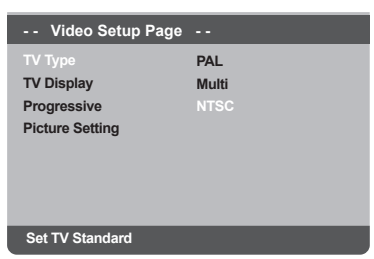 -- Video Setup Page --
TV Type PAL
TV Display Multi
Progressive NTSC
Picture Setting
Set TV Standard